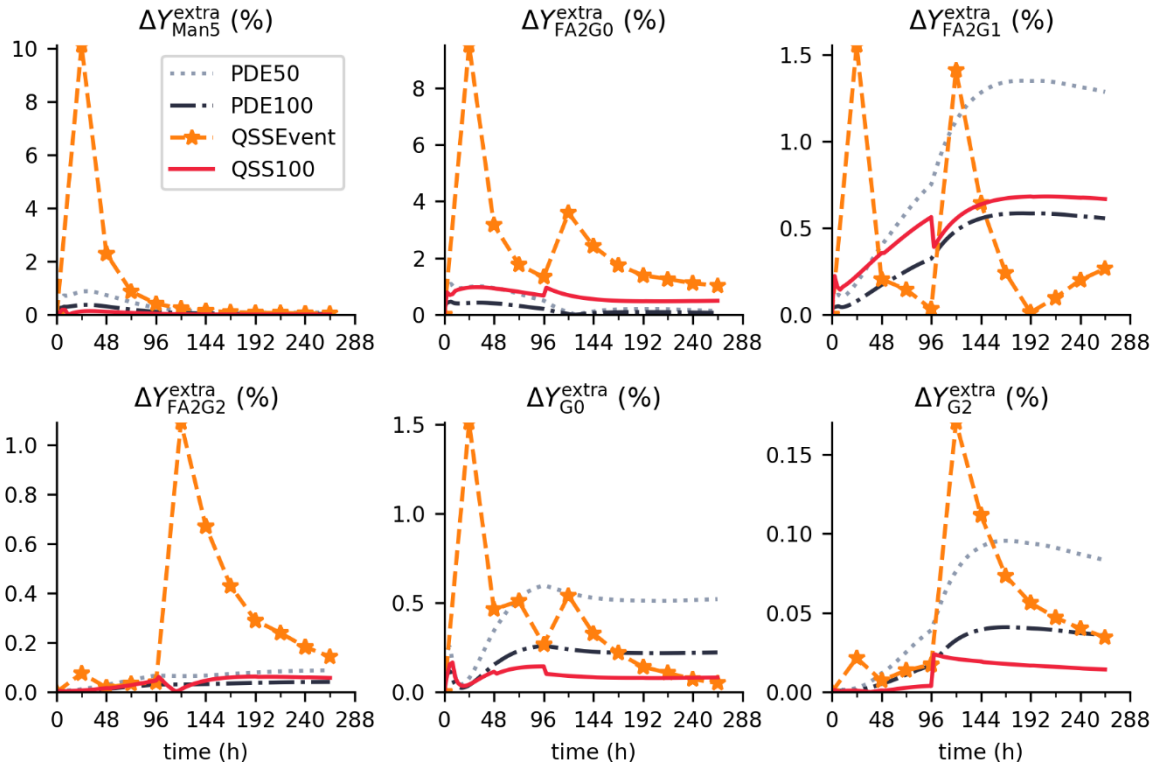 ΔY^extra_Man5 (%)
ΔY^extra_FA2G0 (%)
ΔY^extra_FA2G1 (%)
10
8
6
4
2
0
PDE50
PDE100
QSSEvent
QSS100
8
6
4
2
0
1.5
1.0
0.5
0.0
0 48 96 144 192 240 288
0 48 96 144 192 240 288
0 48 96 144 192 240 288
ΔY^extra_FA2G2 (%)
ΔY^extra_G0 (%)
ΔY^extra_G2 (%)
1.0
0.8
0.6
0.4
0.2
0.0
1.5
1.0
0.5
0.0
0.15
0.10
0.05
0.00
0 48 96 144 192 240 288
0 48 96 144 192 240 288
0 48 96 144 192 240 288
time (h)
time (h)
time (h)